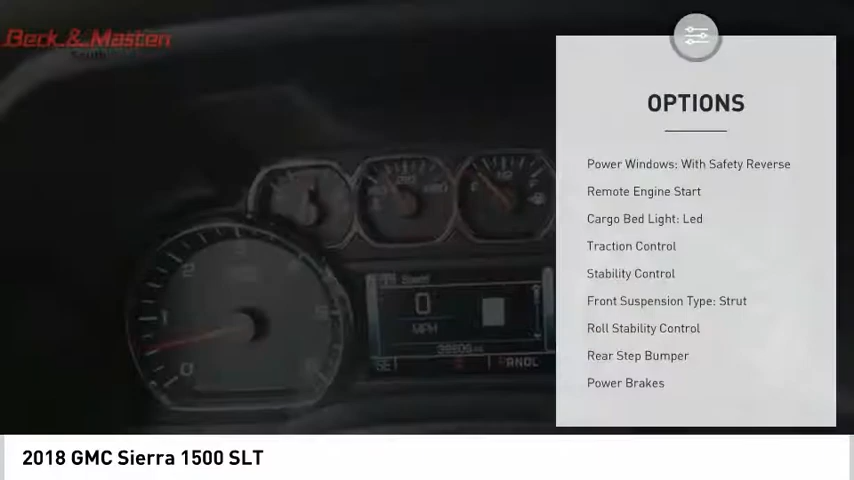 Beck & Masten
OPTIONS
Power Windows: With Safety Reverse
Remote Engine Start
Cargo Bed Light: Led
Traction Control
Stability Control
Front Suspension Type: Strut
Roll Stability Control
Rear Step Bumper
Power Brakes
0
MPH
2018 GMC Sierra 1500 SLT